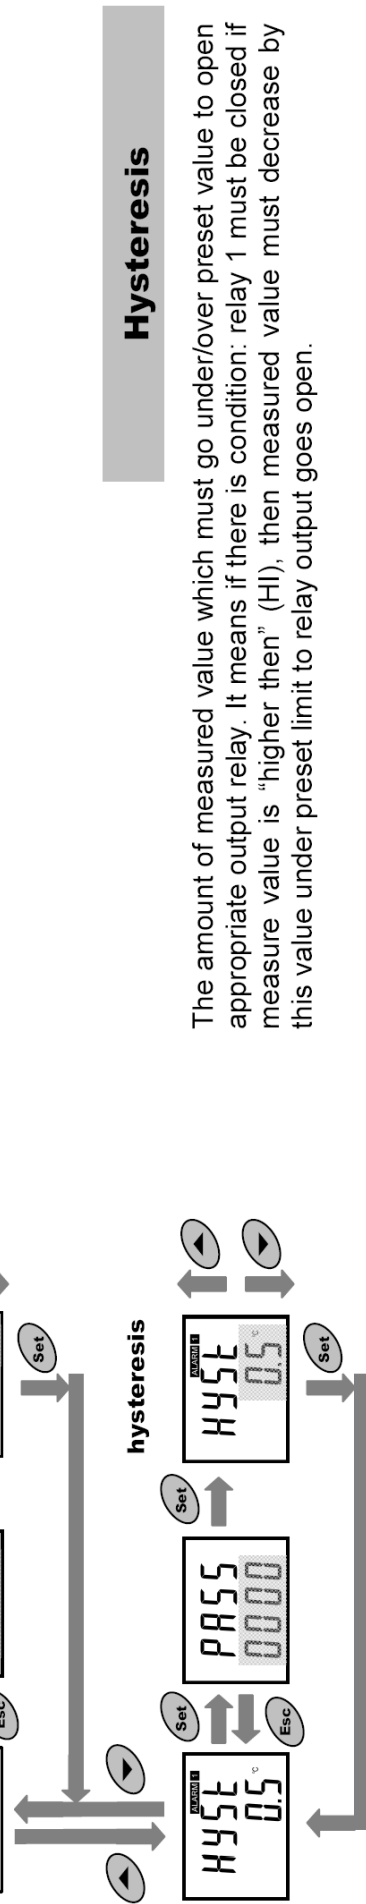 Hysteresis
The amount of measured value which must go under/over preset value to open
appropriate output relay. It means if there is condition: relay 1 must be closed if
measure value is “higher then” (HI), then measured value must decrease by
this value under preset limit to relay output goes open.
Esc
Set
hysteresis
ALARM 1
HYSt
0.5 °C
Set
Esc
PASS
0000
Set
ALARM 1
HYSt
0.5 °C
Set